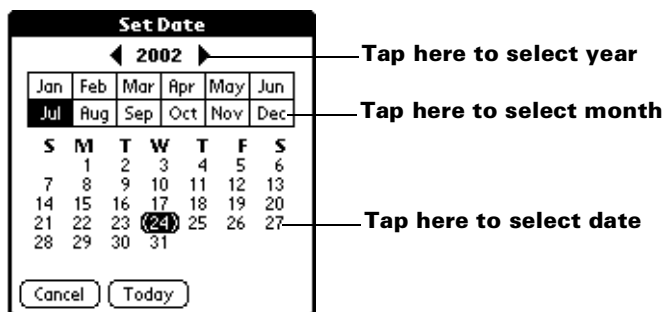 Set Date
2002
Tap here to select year
Jan Feb Mar Apr May Jun
Jul Aug Sep Oct Nov Dec
Tap here to select month
S M T W T F S
1 2 3 4 5 6
7 8 9 10 11 12 13
14 15 16 17 18 19 20
21 22 23 24 25 26 27
Tap here to select date
28 29 30 31
Cancel Today